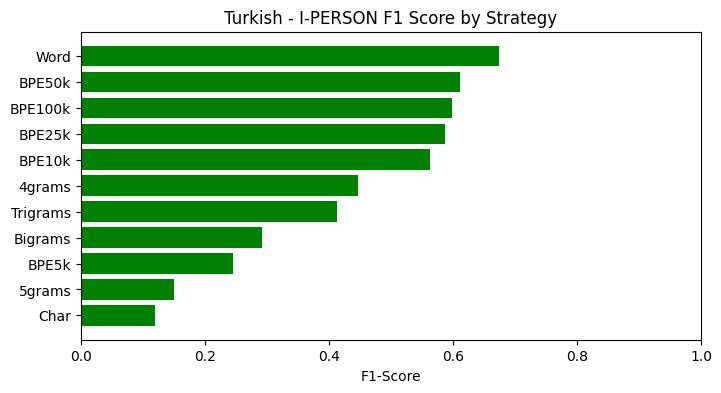 Turkish - I-PERSON F1 Score by Strategy
Word
BPE50k
BPE100k
BPE25k
BPE10k
4grams
Trigrams
Bigrams
BPE5k
5grams
Char
0.0 0.2 0.4 0.6 0.8 1.0
F1-Score